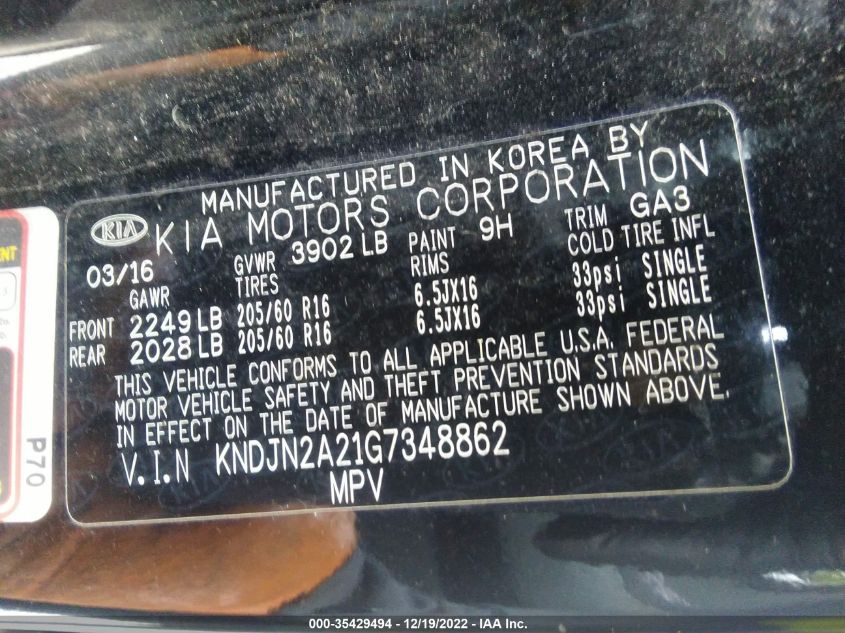 MANUFACTURED IN KOREA BY
KIA KIA MOTORS CORPORATION
03/16 GVWR 3902 LB PAINT 9H TRIM GA3
GAWR TIRES RIMS COLD TIRE INFL
FRONT 2249 LB 205/60 R16 6.5JX16 33psi SINGLE
REAR 2028 LB 205/60 R16 6.5JX16 33psi SINGLE
THIS VEHICLE CONFORMS TO ALL APPLICABLE U.S.A. FEDERAL
MOTOR VEHICLE SAFETY AND THEFT PREVENTION STANDARDS
IN EFFECT ON THE DATE OF MANUFACTURE SHOWN ABOVE.
V.I.N KNDJN2A21G7348862
MPV
P70
000-35429494 - 12/19/2022 - IAA Inc.